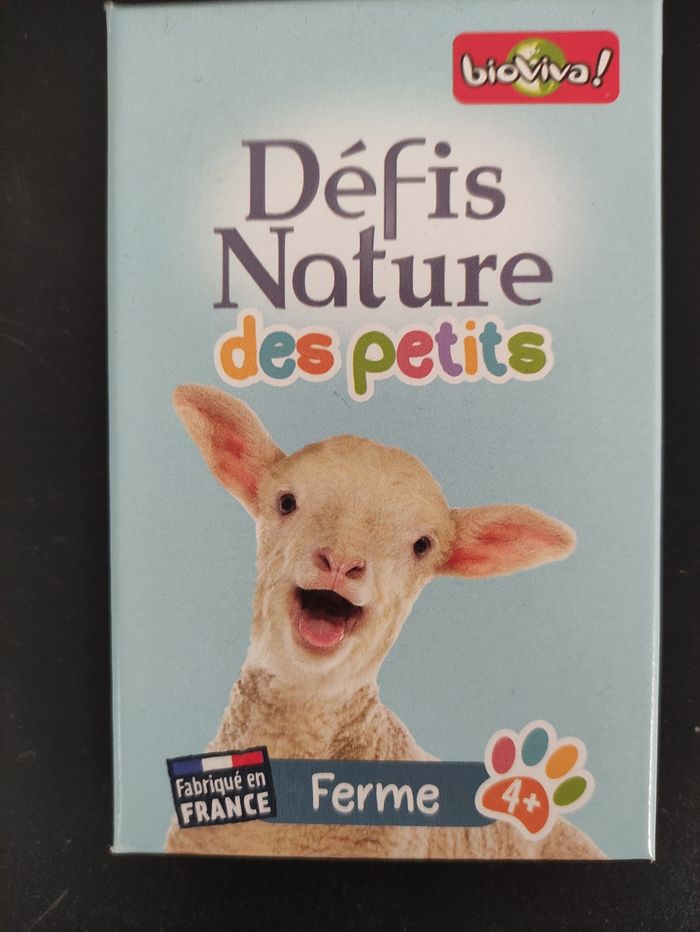 bioviva!
Défis
Nature
des petits
Fabriqué en
FRANCE
Ferme
4+